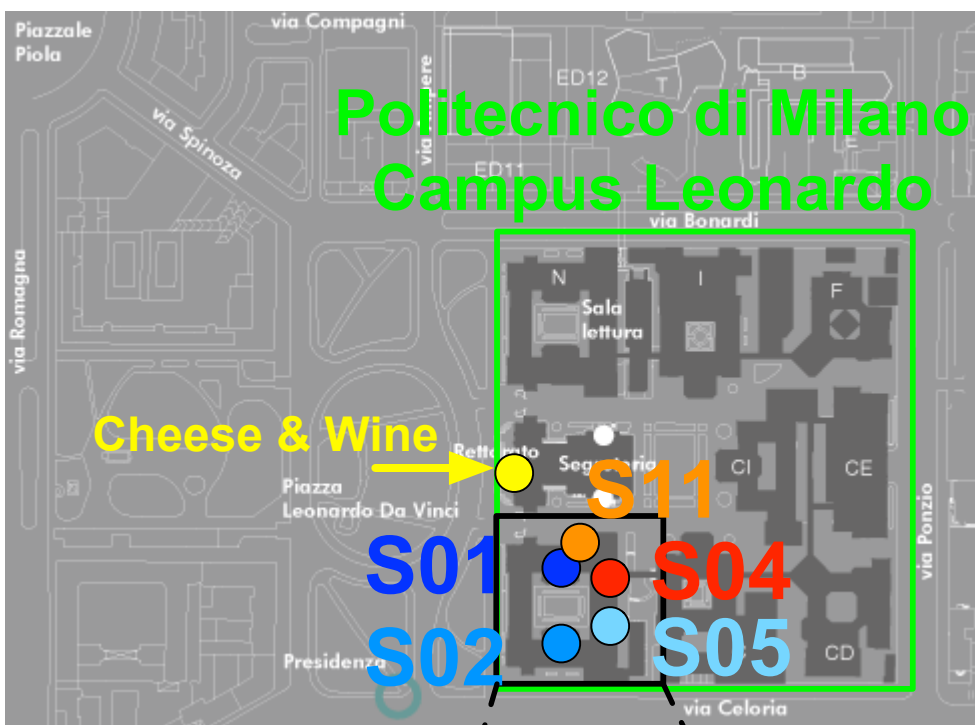 Piazzale
Piola
via Compagni
via Spinoza
ED12
T
B
E
ED11
Politecnico di Milano
Campus Leonardo
via Bonardi
via Romagna
N
I
F
Sala
lettura
Cheese & Wine
Rettorato
Segreteria
CI
CE
S11
Piazza
Leonardo Da Vinci
via Ponzio
S01
S04
S02
S05
Presidenza
CD
via Celoria